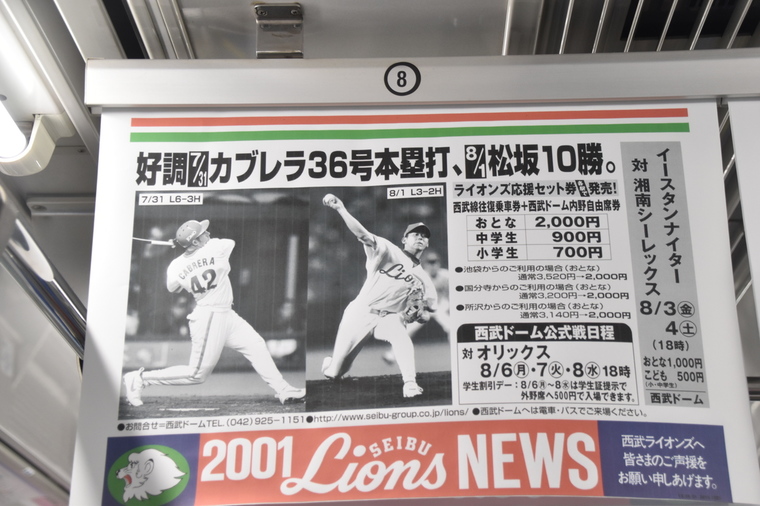 8
好調7/31カブレラ36号本塁打、8/1松坂10勝。
7/31 L6-3H
8/1 L3-2H
CABRERA
42
Lions
ライオンズ応援セット券発売!
西武線往復乗車券+西武ドーム内野自由席券
おとな 2,000円
中学生 900円
小学生 700円
●池袋からのご利用の場合(おとな)
通常3,520円→2,000円
●国分寺からのご利用の場合(おとな)
通常3,200円→2,000円
●所沢からのご利用の場合(おとな)
通常3,140円→2,000円
西武ドーム公式戦日程
対 オリックス
8/6月・7火・8水 18時
学生割引デー:8/6月〜8水は学生証提示で
外野席へ500円で入場できます。
イースタンナイター
対 湘南シーレックス
8/3金
4土
(18時)
おとな1,000円
こども 500円
(小・中学生)
西武ドーム
●お問合せ=西武ドームTEL.(042)925-1151●http://www.seibu-group.co.jp/lions/ ●西武ドームへは電車・バスでご来場ください。
2001 SEIBU Lions NEWS
西武ライオンズへ
皆さまのご声援を
お願い申しあげます。